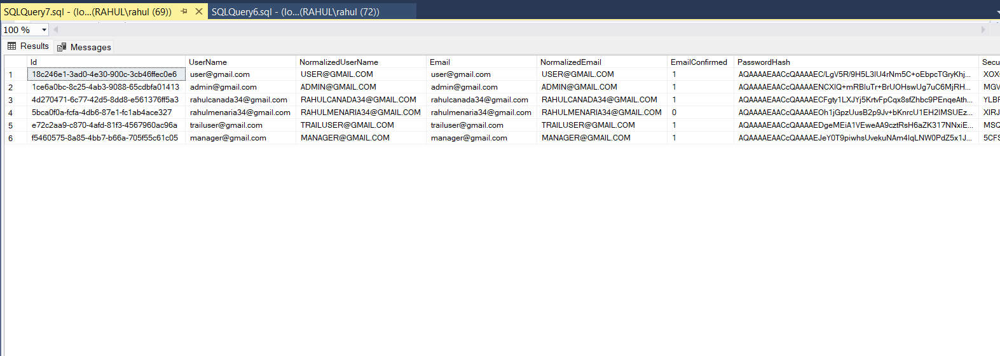 SQLQuery7.sql - (lo...(RAHUL\rahul (69)) SQLQuery6.sql - (lo...(RAHUL\rahul (72))
100 %
Results Messages
Id UserName NormalizedUserName Email NormalizedEmail EmailConfirmed PasswordHash Secu
1 18c246e1-3ad0-4e30-900c-3cb46ffec0e6 user@gmail.com USER@GMAIL.COM user@gmail.com USER@GMAIL.COM 1 AQAAAAEAACcQAAAAEC/LgV5R/9H5L3IU4rNm5C+oEbpcTGryKhj... XOX
2 1ce6a0bc-8c25-4ab3-9088-65cdbfa01413 admin@gmail.com ADMIN@GMAIL.COM admin@gmail.com ADMIN@GMAIL.COM 1 AQAAAAEAACcQAAAAENCXIQ+mRBluTr+BrUOHswUg7uC6MjRH... MGV
3 4d270471-6c77-42d5-8dd8-e561376ff5a3 rahulcanada34@gmail.com RAHULCANADA34@GMAIL.COM rahulcanada34@gmail.com RAHULCANADA34@GMAIL.COM 1 AQAAAAEAACcQAAAAECFgty1LXJYj5KrtvFpCqx8sfZhbc9PEnqeAth... YLBF
4 5bca0f0a-fcfa-4db6-87e1-fc1ab4ace327 rahulmenaria34@gmail.com RAHULMENARIA34@GMAIL.COM rahulmenaria34@gmail.com RAHULMENARIA34@GMAIL.COM 0 AQAAAAEAACcQAAAAEOh1jGpzUusB2p9Jv+bKnrcU1EH2IMSUEz... XIRJ
5 e72c2aa9-c870-4afd-81f3-4567960ac96a trailuser@gmail.com TRAILUSER@GMAIL.COM trailuser@gmail.com TRAILUSER@GMAIL.COM 1 AQAAAAEAACcQAAAAEDgeMEiA1VEweAA9cztRsH6aZK317NNxiE... MSQ
6 f5460575-8a85-4bb7-b66a-705f55c61c05 manager@gmail.com MANAGER@GMAIL.COM manager@gmail.com MANAGER@GMAIL.COM 1 AQAAAAEAACcQAAAAEJeY0T9piwhsUvekuNAm4IqLNW0PdZ5x1J... 5CFS